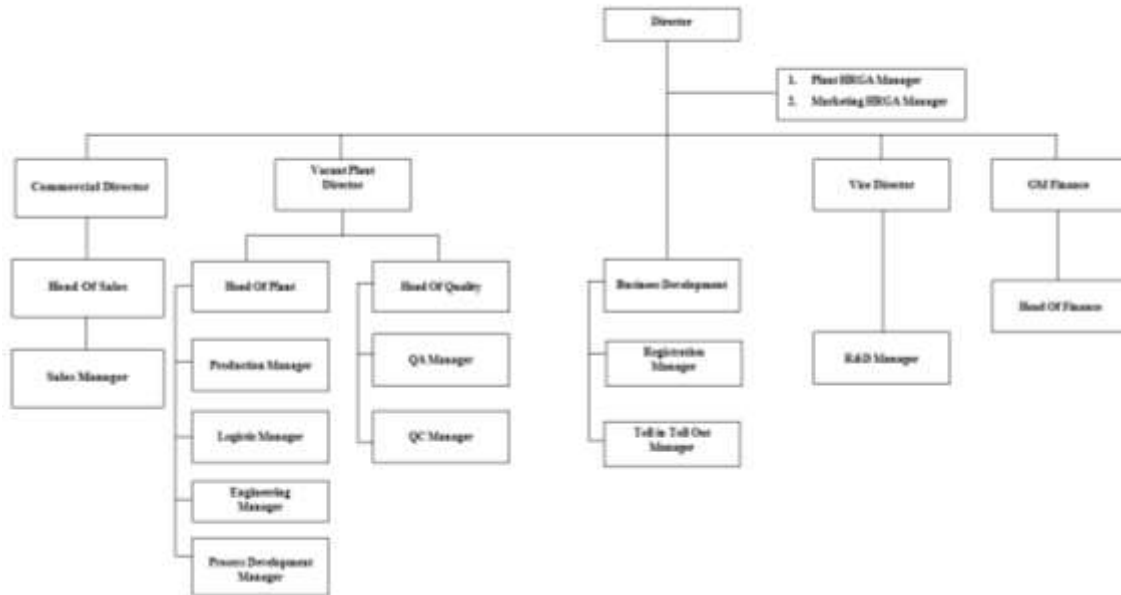 Director
1. Plant HRGA Manager
2. Marketing HRGA Manager
Commercial Director
Vacant Plant
Director
Vice Director
GM Finance
Head Of Sales
Head Of Plant
Head Of Quality
Business Development
Head Of Finance
Sales Manager
Production Manager
QA Manager
Registration
Manager
R&D Manager
Logistic Manager
QC Manager
Toll in Toll Out
Manager
Engineering
Manager
Process Development
Manager